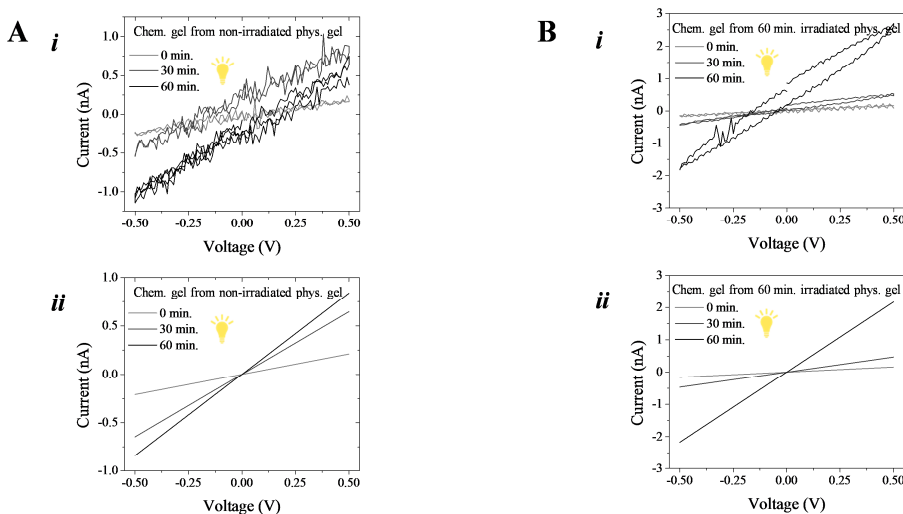 A
i
Chem. gel from non-irradiated phys. gel
0 min.
30 min.
60 min.
1.0
0.5
0.0
-0.5
-1.0
Current (nA)
-0.50 -0.25 0.00 0.25 0.50
Voltage (V)
B
i
Chem. gel from 60 min. irradiated phys. gel
0 min.
30 min.
60 min.
3
2
1
0
-1
-2
-3
Current (nA)
-0.50 -0.25 0.00 0.25 0.50
Voltage (V)
ii
Chem. gel from non-irradiated phys. gel
0 min.
30 min.
60 min.
1.0
0.5
0.0
-0.5
-1.0
Current (nA)
-0.50 -0.25 0.00 0.25 0.50
Voltage (V)
ii
Chem. gel from 60 min. irradiated phys. gel
0 min.
30 min.
60 min.
3
2
1
0
-1
-2
-3
Current (nA)
-0.50 -0.25 0.00 0.25 0.50
Voltage (V)